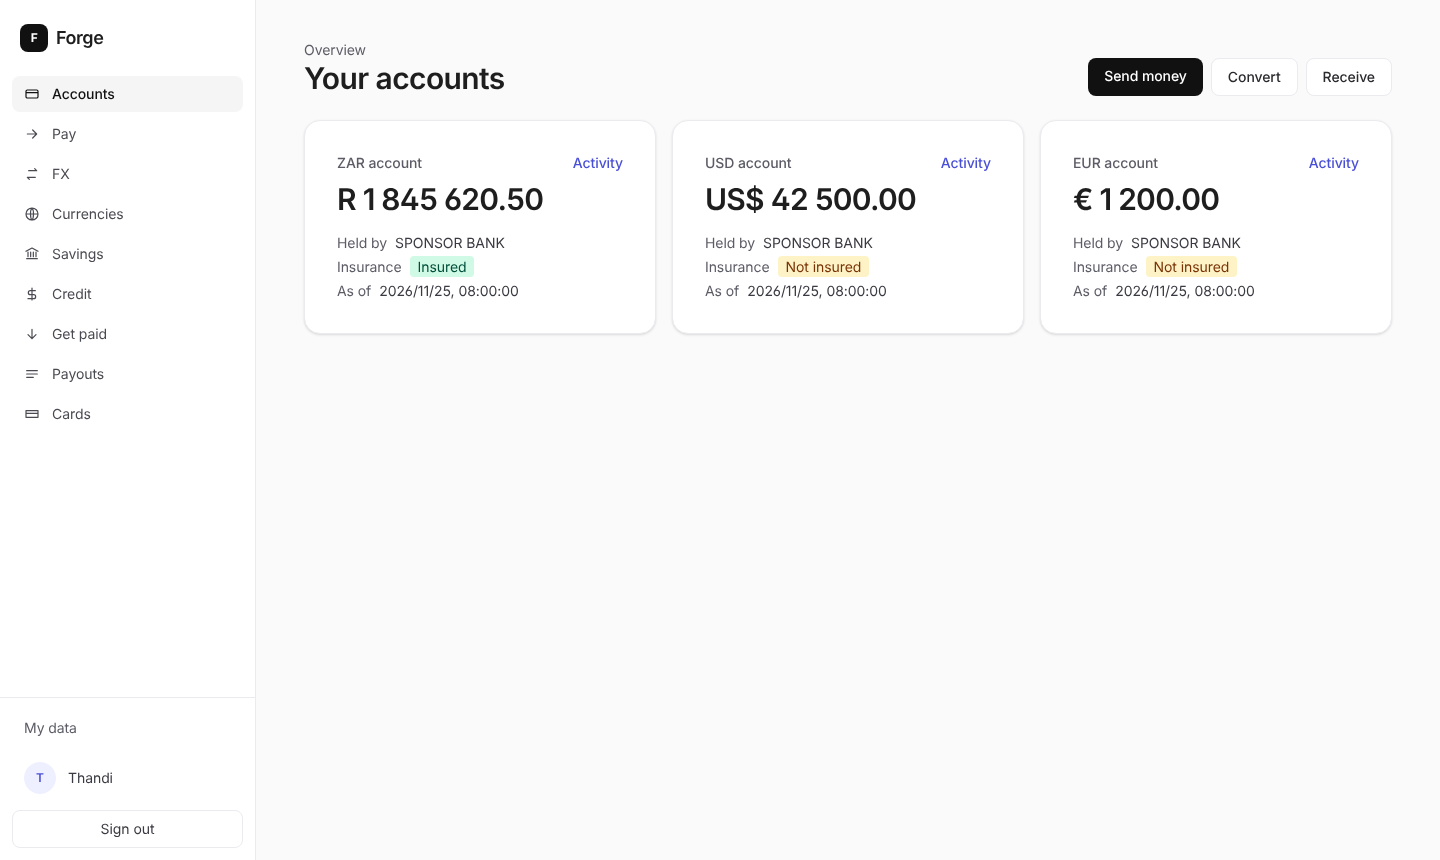 F Forge
Accounts
Pay
FX
Currencies
Savings
Credit
Get paid
Payouts
Cards
My data
T Thandi
Sign out
Overview
Your accounts
Send money Convert Receive
ZAR account Activity
R 1 845 620.50
Held by SPONSOR BANK
Insurance Insured
As of 2026/11/25, 08:00:00
USD account Activity
US$ 42 500.00
Held by SPONSOR BANK
Insurance Not insured
As of 2026/11/25, 08:00:00
EUR account Activity
€ 1 200.00
Held by SPONSOR BANK
Insurance Not insured
As of 2026/11/25, 08:00:00